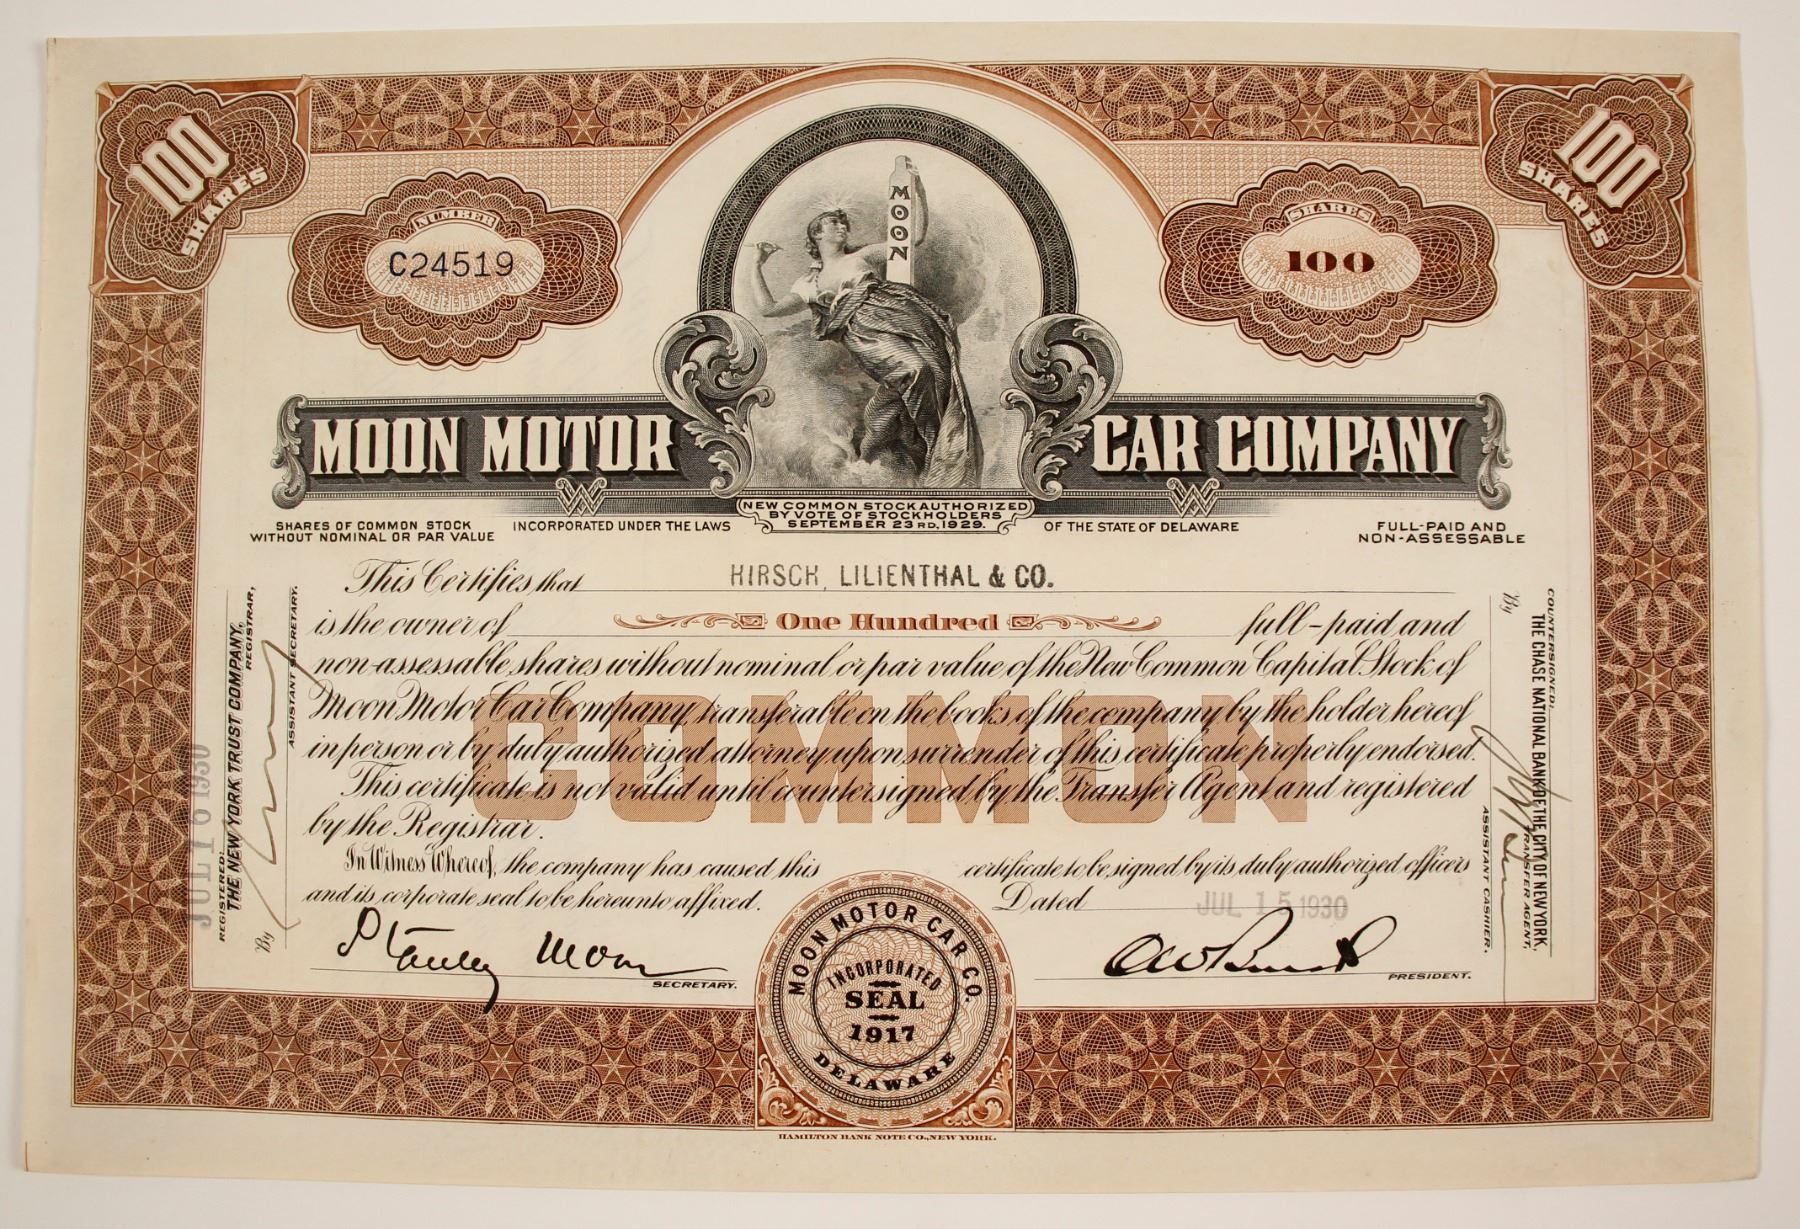 100
SHARES
100
SHARES
NUMBER
C24519
SHARES
100
MOON
MOON MOTOR CAR COMPANY
NEW COMMON STOCK AUTHORIZED
BY VOTE OF STOCKHOLDERS
SEPTEMBER 23RD, 1929.
SHARES OF COMMON STOCK
WITHOUT NOMINAL OR PAR VALUE
INCORPORATED UNDER THE LAWS OF THE STATE OF DELAWARE
FULL-PAID AND
NON-ASSESSABLE
This Certifies that HIRSCH, LILIENTHAL & CO.
is the owner of One Hundred full-paid and
non-assessable shares without nominal or par value of the New Common Capital Stock of
Moon Motor Car Company, transferable on the books of the company by the holder hereof
in person or by duly authorized attorney upon surrender of this certificate properly endorsed.
This certificate is not valid until countersigned by the Transfer Agent and registered
by the Registrar.
COMMON
In Witness Whereof, the company has caused this certificate to be signed by its duly authorized officers
and its corporate seal to be hereunto affixed.
Dated JUL 15 1930
Stanley Moon
SECRETARY.
PRESIDENT.
MOON MOTOR CAR CO.
INCORPORATED
SEAL
1917
DELAWARE
JUL 16 1930
REGISTERED:
THE NEW YORK TRUST COMPANY,
REGISTRAR,
By
ASSISTANT SECRETARY.
COUNTERSIGNED:
THE CHASE NATIONAL BANK OF THE CITY OF NEW YORK,
TRANSFER AGENT,
By
ASSISTANT CASHIER.
HAMILTON BANK NOTE CO., NEW YORK.